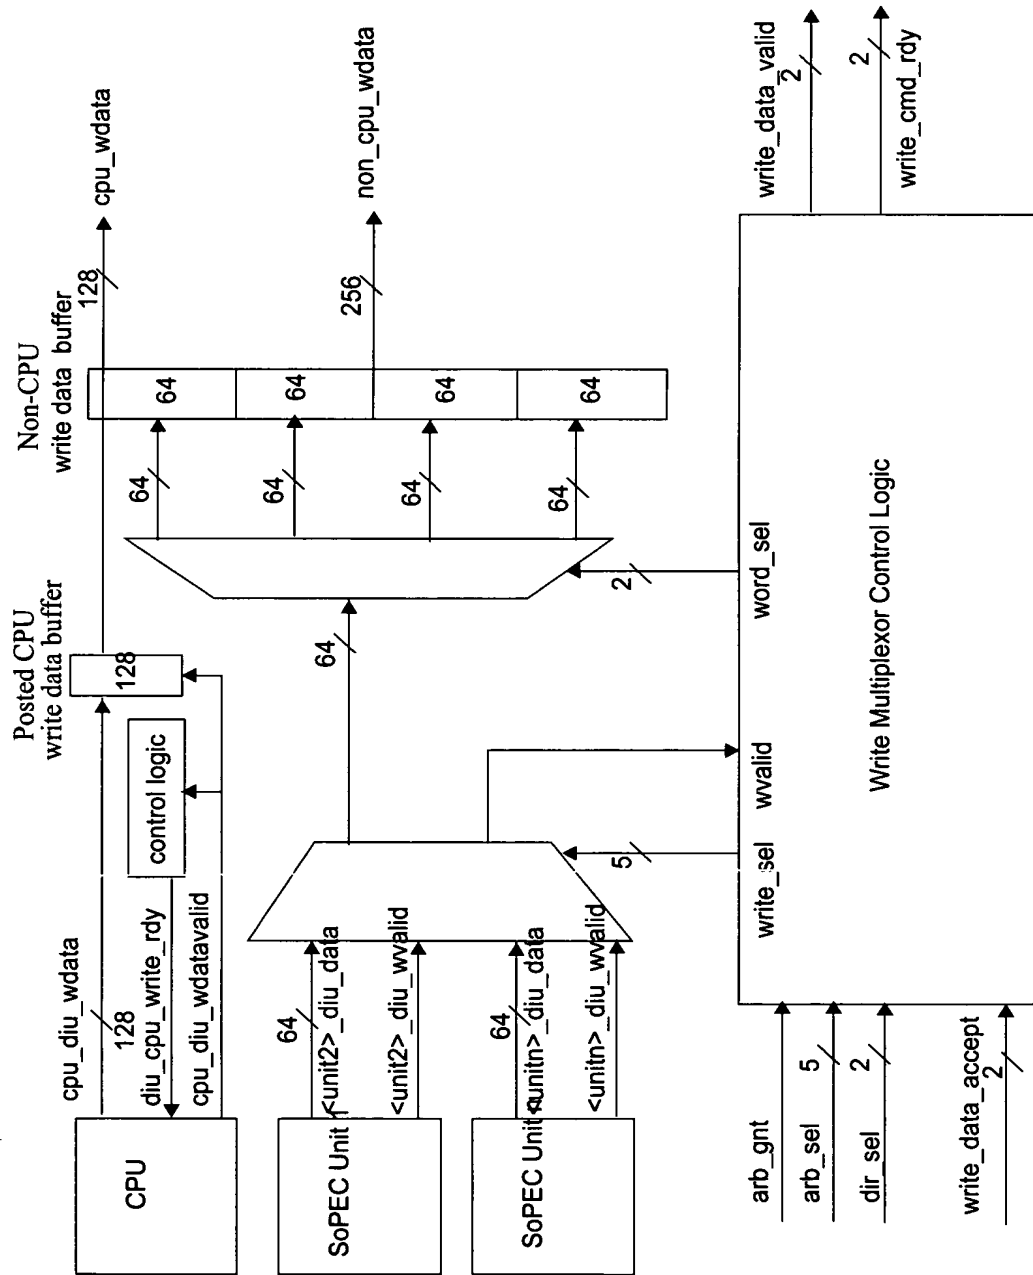 Posted CPU
write data buffer
Non-CPU
write data buffer
cpu_diu_wdata
128
128
128
cpu_wdata
CPU
diu_cpu_write_rdy
control logic
cpu_diu_wdatavalid
SoPEC Unit 1
64
<unit2>_diu_data
<unit2>_diu_wvalid
SoPEC Unit
64
<unitn>_diu_data
<unitn>_diu_wvalid
64
64
64
64
64
64
64
64
64
256
non_cpu_wdata
5
2
write_sel
wvalid
word_sel
Write Multiplexor Control Logic
arb_gnt
arb_sel
5
dir_sel
2
write_data_accept
2
write_data_valid
2
2
write_cmd_rdy